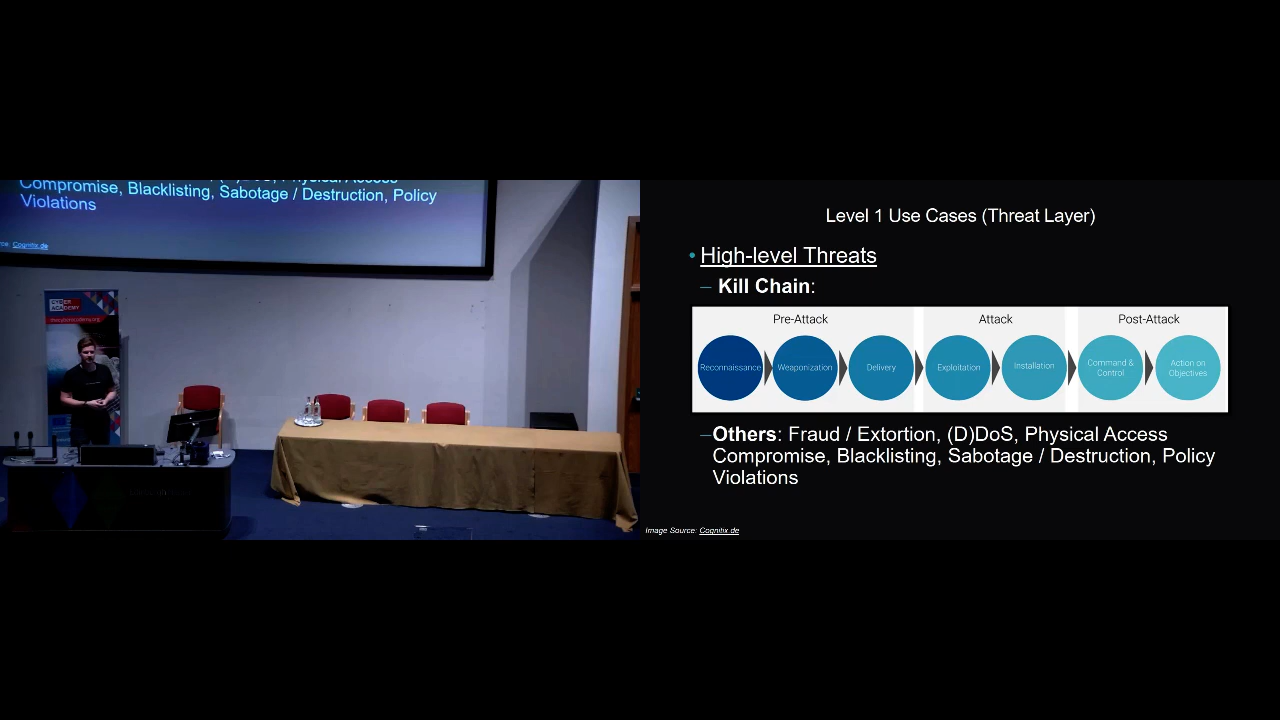 Compromise, Blacklisting, Sabotage / Destruction, Policy
Violations
Cognitix.de
Level 1 Use Cases (Threat Layer)
• High-level Threats
– Kill Chain:
Pre-Attack
Attack
Post-Attack
Reconnaissance
Weaponization
Delivery
Exploitation
Installation
Command &
Control
Action on
Objectives
–Others: Fraud / Extortion, (D)DoS, Physical Access
Compromise, Blacklisting, Sabotage / Destruction, Policy
Violations
Image Source: Cognitix.de